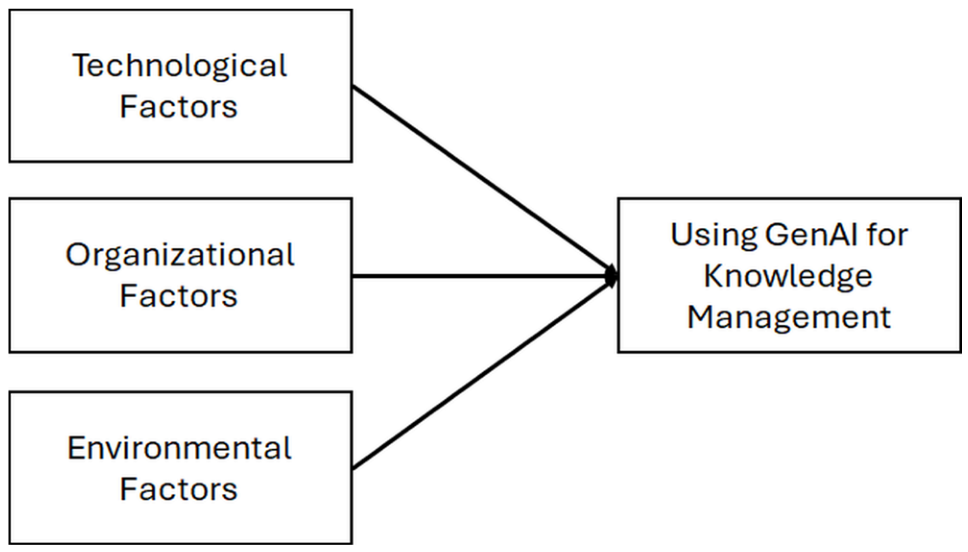 Technological
Factors
Organizational
Factors
Environmental
Factors
Using GenAI for
Knowledge
Management